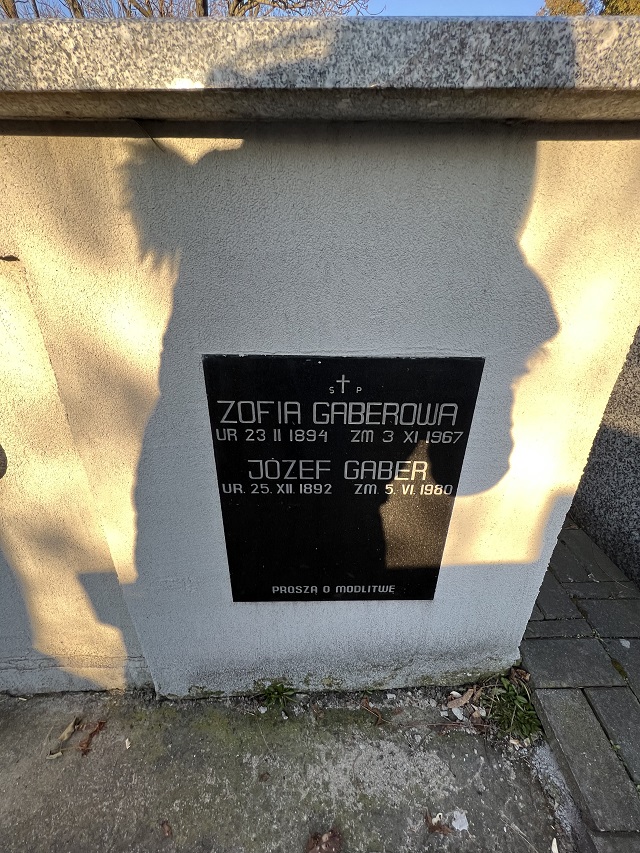 S P
ZOFIA GABEROWA
UR 23 II 1894 ZM 3 XI 1967
JÓZEF GABER
UR. 25. XII. 1892 ZM. 5. VI. 1980
PROSZĄ O MODLITWĘ